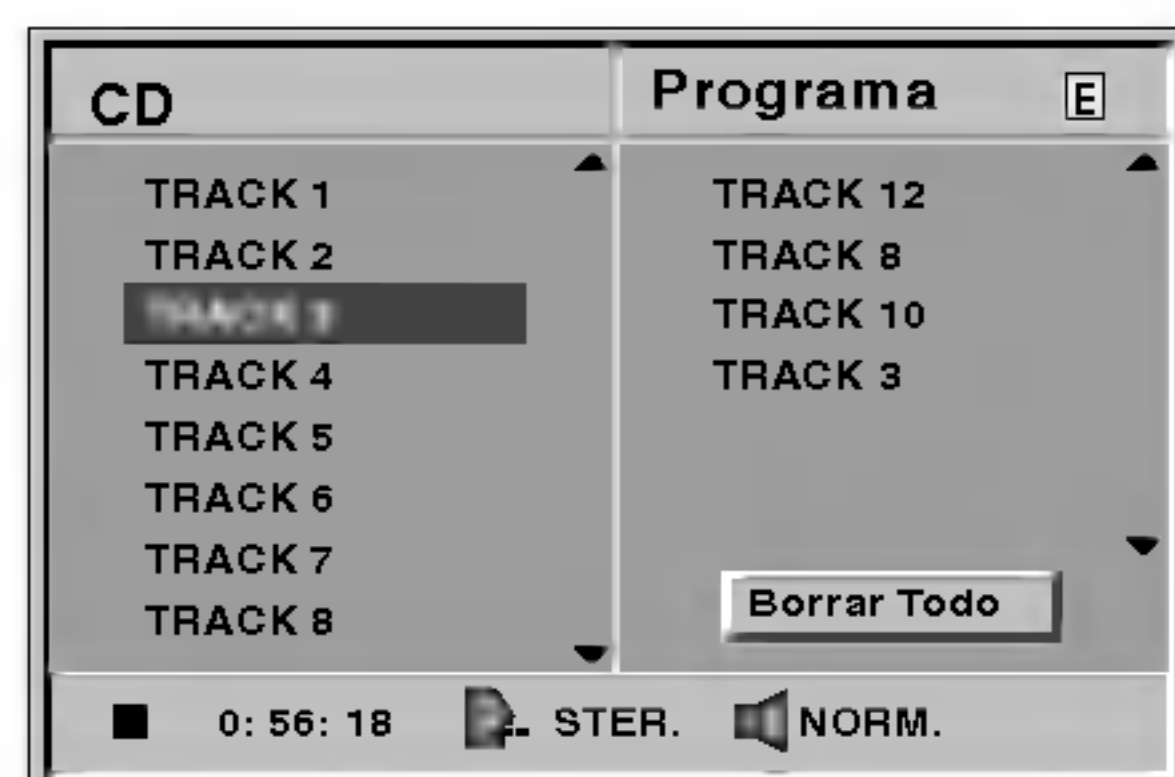 CD
TRACK 1
TRACK 2
TRACK 4
TRACK 5
TRACK 6
TRACK 7
TRACK 8
Programa E
TRACK 12
TRACK 8
TRACK 10
TRACK 3
Borrar Todo
0: 56: 18 STER. NORM.